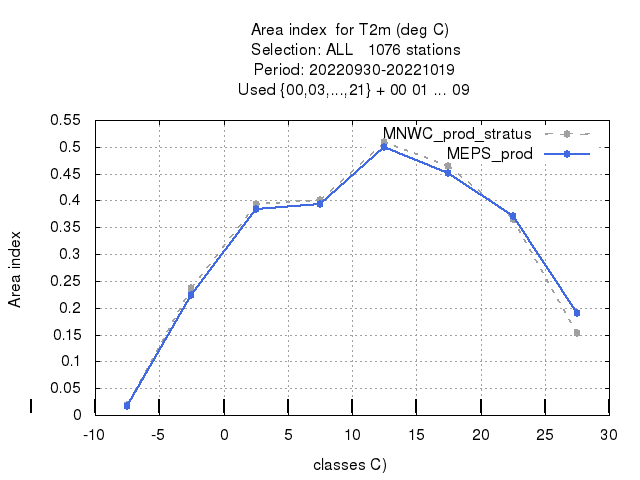 Area index  for T2m (deg C)
Selection: ALL   1076 stations
Period: 20220930-20221019
Used {00,03,...,21} + 00 01 ... 09
MNWC_prod_stratus
MEPS_prod
0.55
0.5
0.45
0.4
0.35
0.3
0.25
0.2
0.15
0.1
0.05
0
Area index
-10 -5 0 5 10 15 20 25 30
classes C)